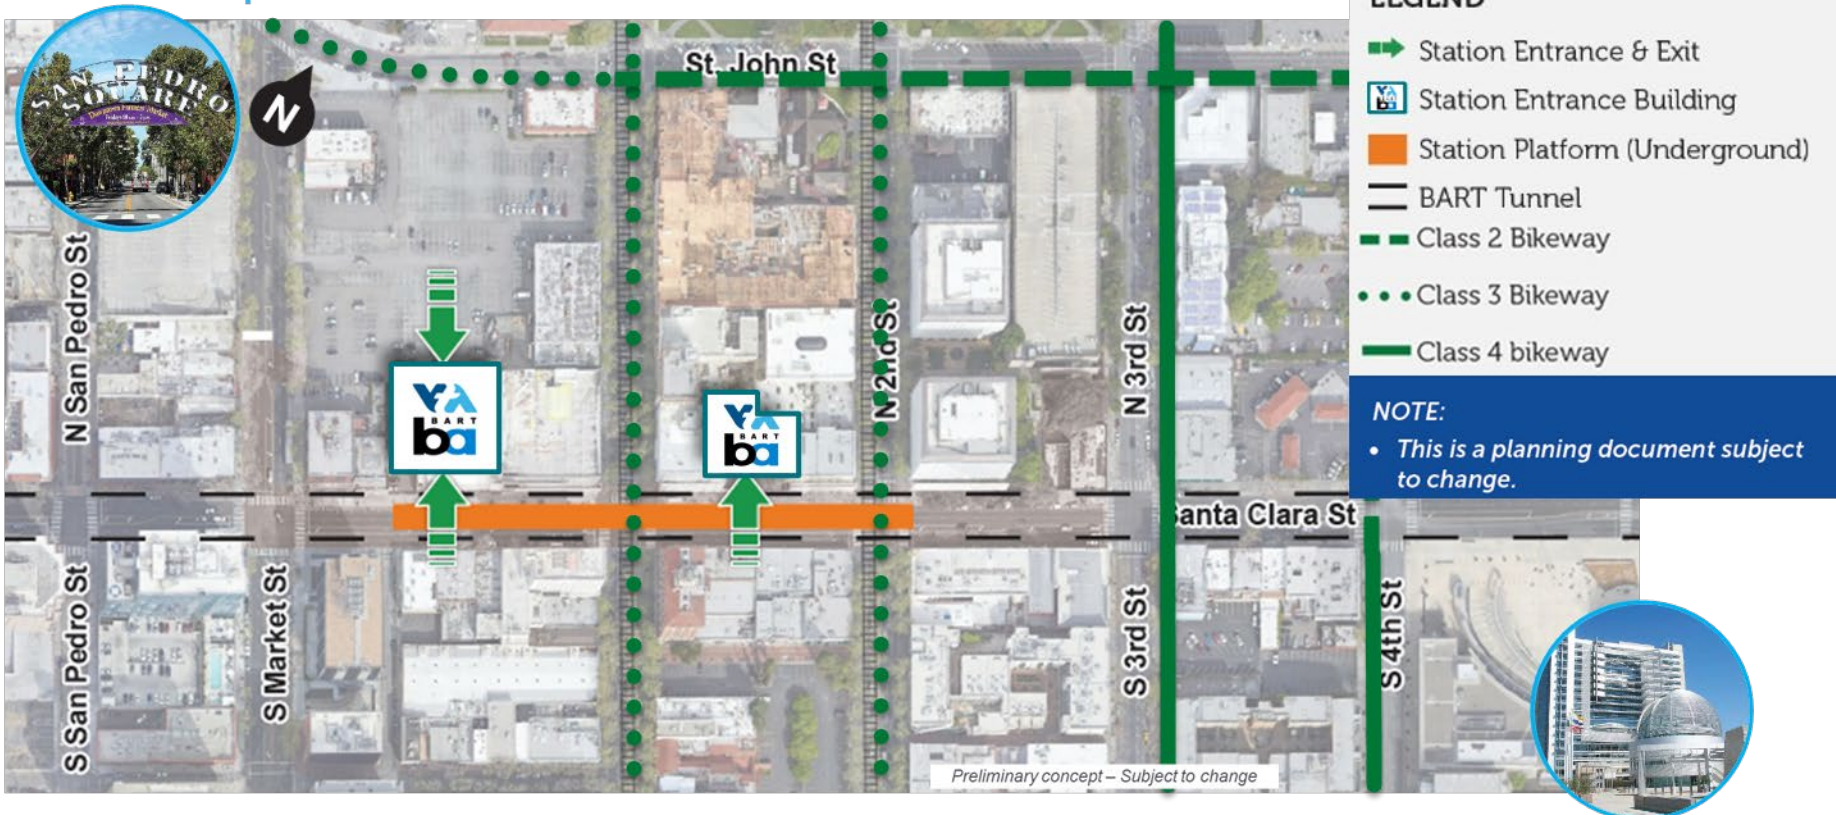 LEGEND
Station Entrance & Exit
Station Entrance Building
Station Platform (Underground)
BART Tunnel
Class 2 Bikeway
Class 3 Bikeway
Class 4 bikeway
NOTE:
• This is a planning document subject
to change.
SAN PEDRO
SQUARE
N
St. John St
N San Pedro St
N 2nd St
N 3rd St
BART
ba
BART
ba
Santa Clara St
S San Pedro St
S Market St
S 3rd St
S 4th St
Preliminary concept – Subject to change